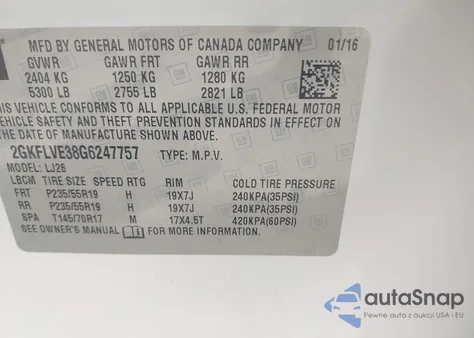 MFD BY GENERAL MOTORS OF CANADA COMPANY 01/16
GVWR GAWR FRT GAWR RR
2404 KG 1250 KG 1280 KG
5300 LB 2755 LB 2821 LB
THIS VEHICLE CONFORMS TO ALL APPLICABLE U.S. FEDERAL MOTOR
VEHICLE SAFETY AND THEFT PREVENTION STANDARDS IN EFFECT ON
THE DATE OF MANUFACTURE SHOWN ABOVE.
2GKFLVE38G6247757 TYPE: M.P.V.
MODEL: LJ26
LBCM TIRE SIZE SPEED RTG RIM COLD TIRE PRESSURE
FRT P235/55R19 H 19X7J 240KPA(35PSI)
RR P235/55R19 H 19X7J 240KPA(35PSI)
SPA T145/70R17 M 17X4.5T 420KPA(60PSI)
SEE OWNER'S MANUAL FOR MORE INFORMATION.
autoSnap
Pewne auta z aukcji USA i EU